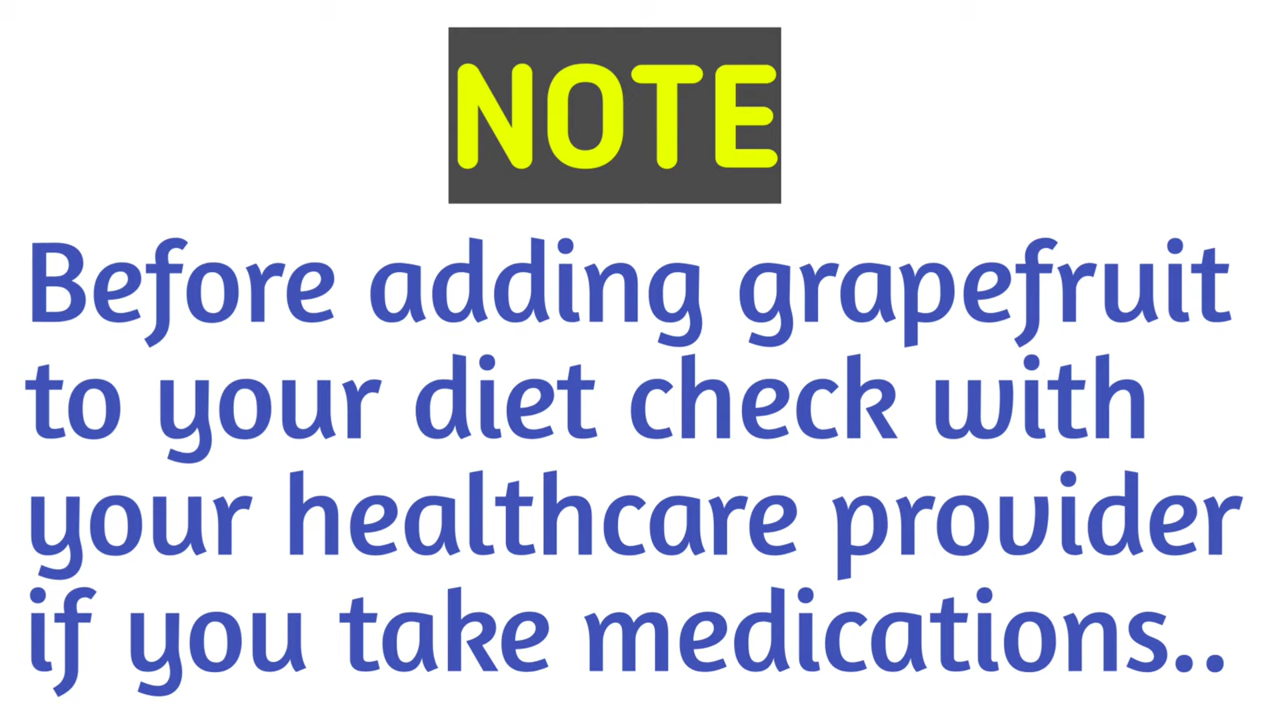 NOTE
Before adding grapefruit
to your diet check with
your healthcare provider
if you take medications..